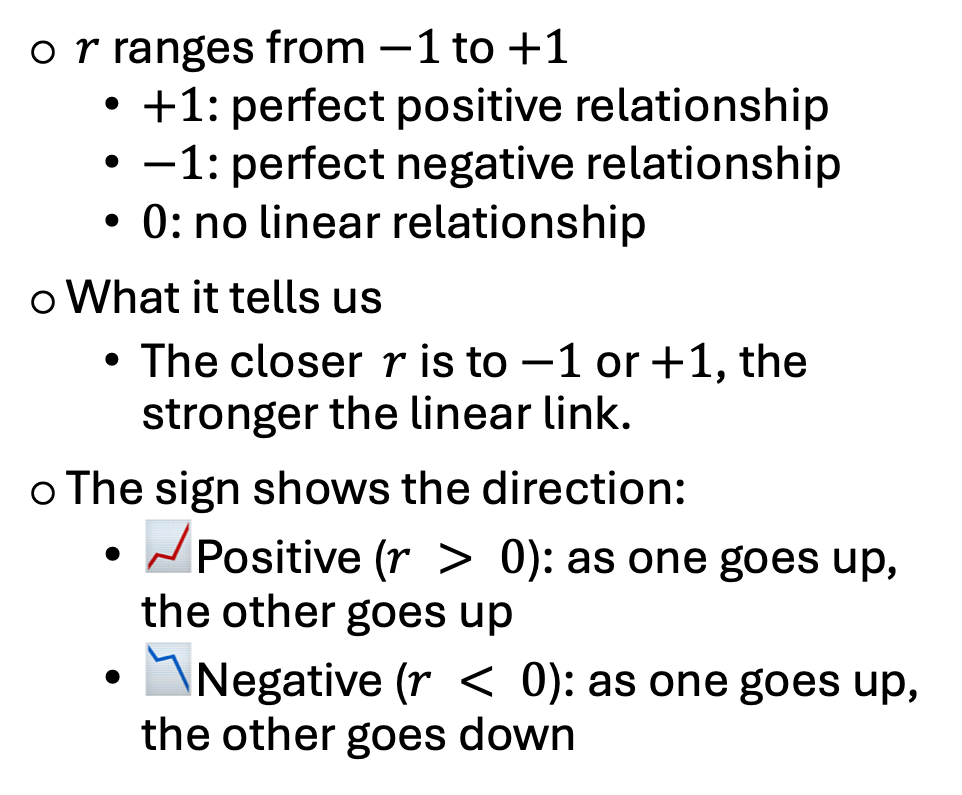 ○ r ranges from −1 to +1
• +1: perfect positive relationship
• −1: perfect negative relationship
• 0: no linear relationship
○ What it tells us
• The closer r is to −1 or +1, the
stronger the linear link.
○ The sign shows the direction:
• 📈Positive (r > 0): as one goes up,
the other goes up
• 📉Negative (r < 0): as one goes up,
the other goes down